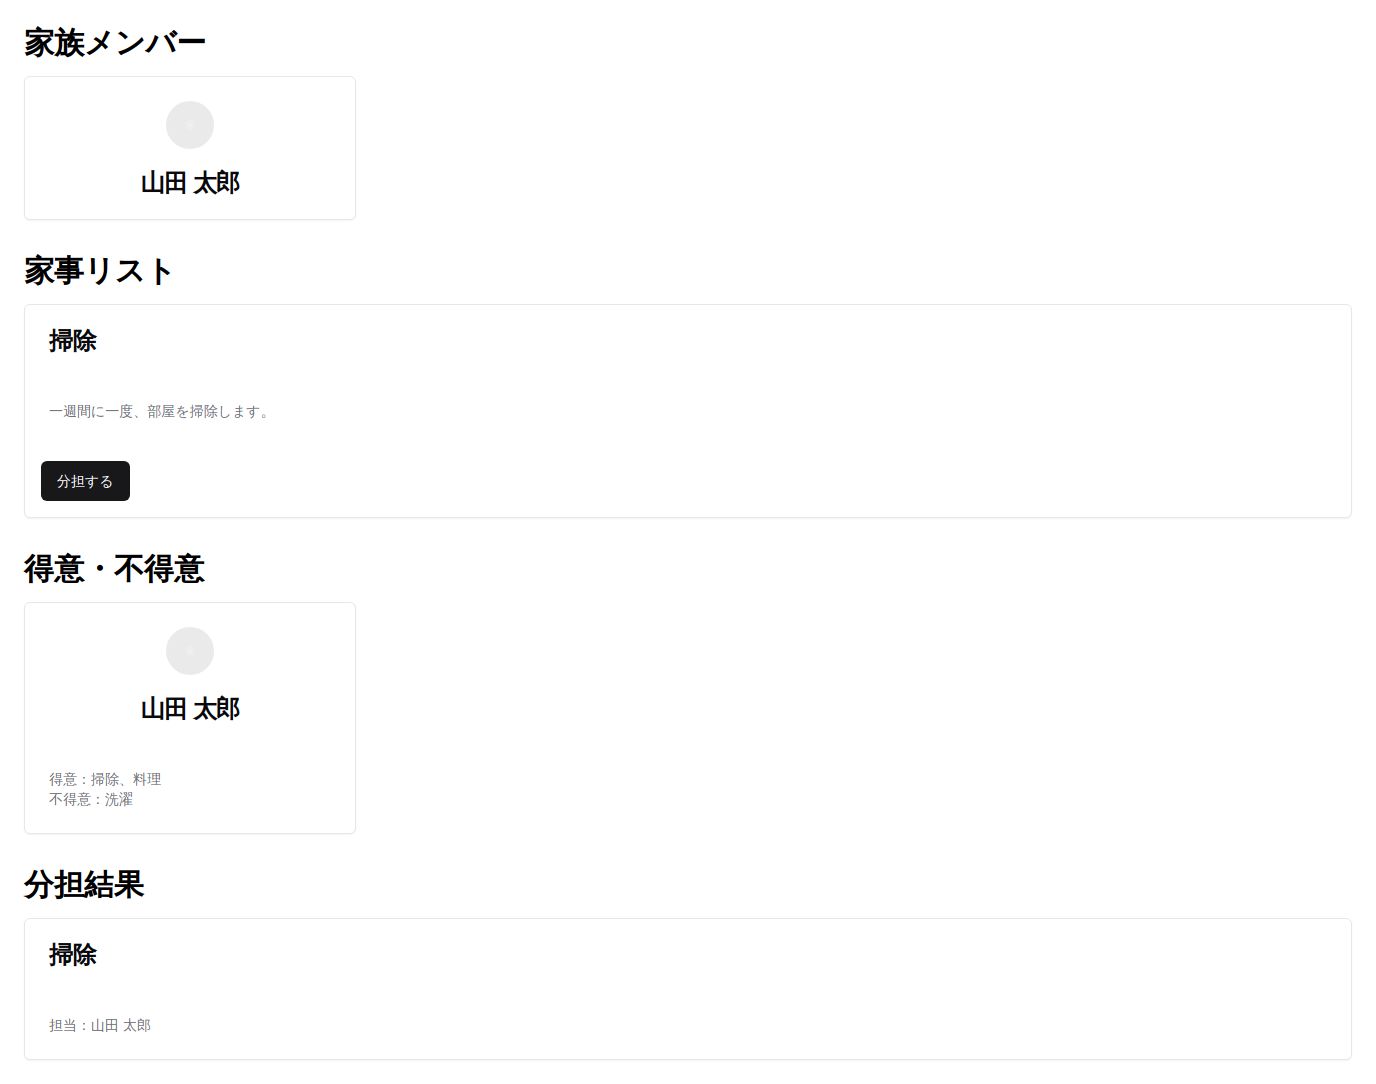 家族メンバー
山田 太郎
家事リスト
掃除
一週間に一度、部屋を掃除します。
分担する
得意・不得意
山田 太郎
得意：掃除、料理
不得意：洗濯
分担結果
掃除
担当：山田 太郎